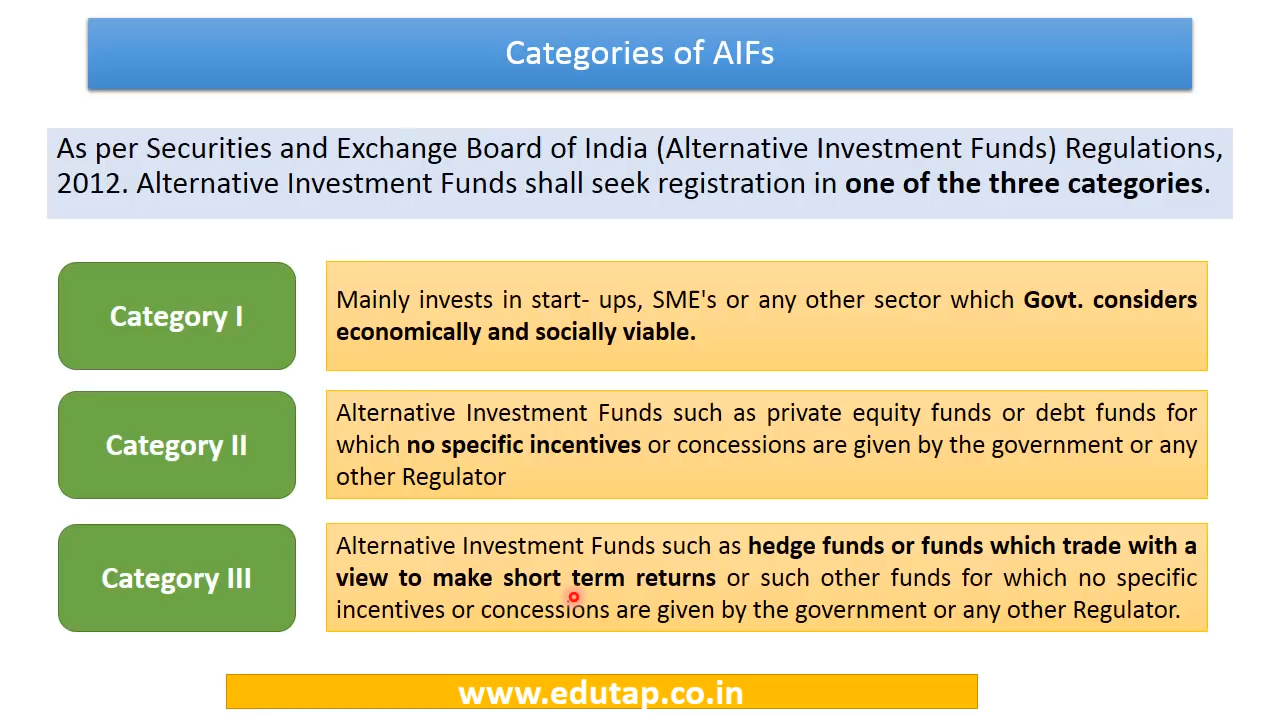 Categories of AIFs
As per Securities and Exchange Board of India (Alternative Investment Funds) Regulations,
2012. Alternative Investment Funds shall seek registration in one of the three categories.
Category I
Mainly invests in start- ups, SME's or any other sector which Govt. considers
economically and socially viable.
Category II
Alternative Investment Funds such as private equity funds or debt funds for
which no specific incentives or concessions are given by the government or any
other Regulator
Category III
Alternative Investment Funds such as hedge funds or funds which trade with a
view to make short term returns or such other funds for which no specific
incentives or concessions are given by the government or any other Regulator.
www.edutap.co.in